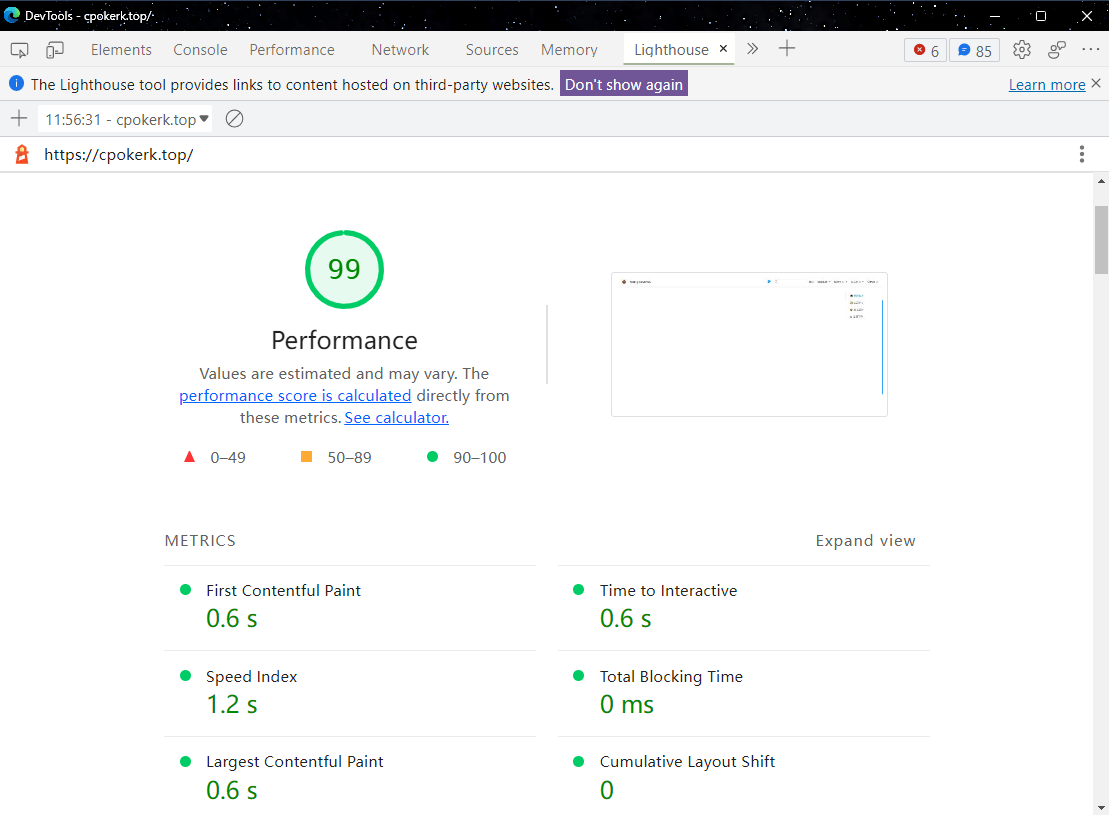 DevTools - cpokerk.top/
Elements Console Performance Network Sources Memory Lighthouse 6 85
The Lighthouse tool provides links to content hosted on third-party websites. Don't show again Learn more
11:56:31 - cpokerk.top
https://cpokerk.top/
99
Performance
Values are estimated and may vary. The
performance score is calculated directly from
these metrics. See calculator.
0–49 50–89 90–100
METRICS Expand view
First Contentful Paint
0.6 s
Time to Interactive
0.6 s
Speed Index
1.2 s
Total Blocking Time
0 ms
Largest Contentful Paint
0.6 s
Cumulative Layout Shift
0